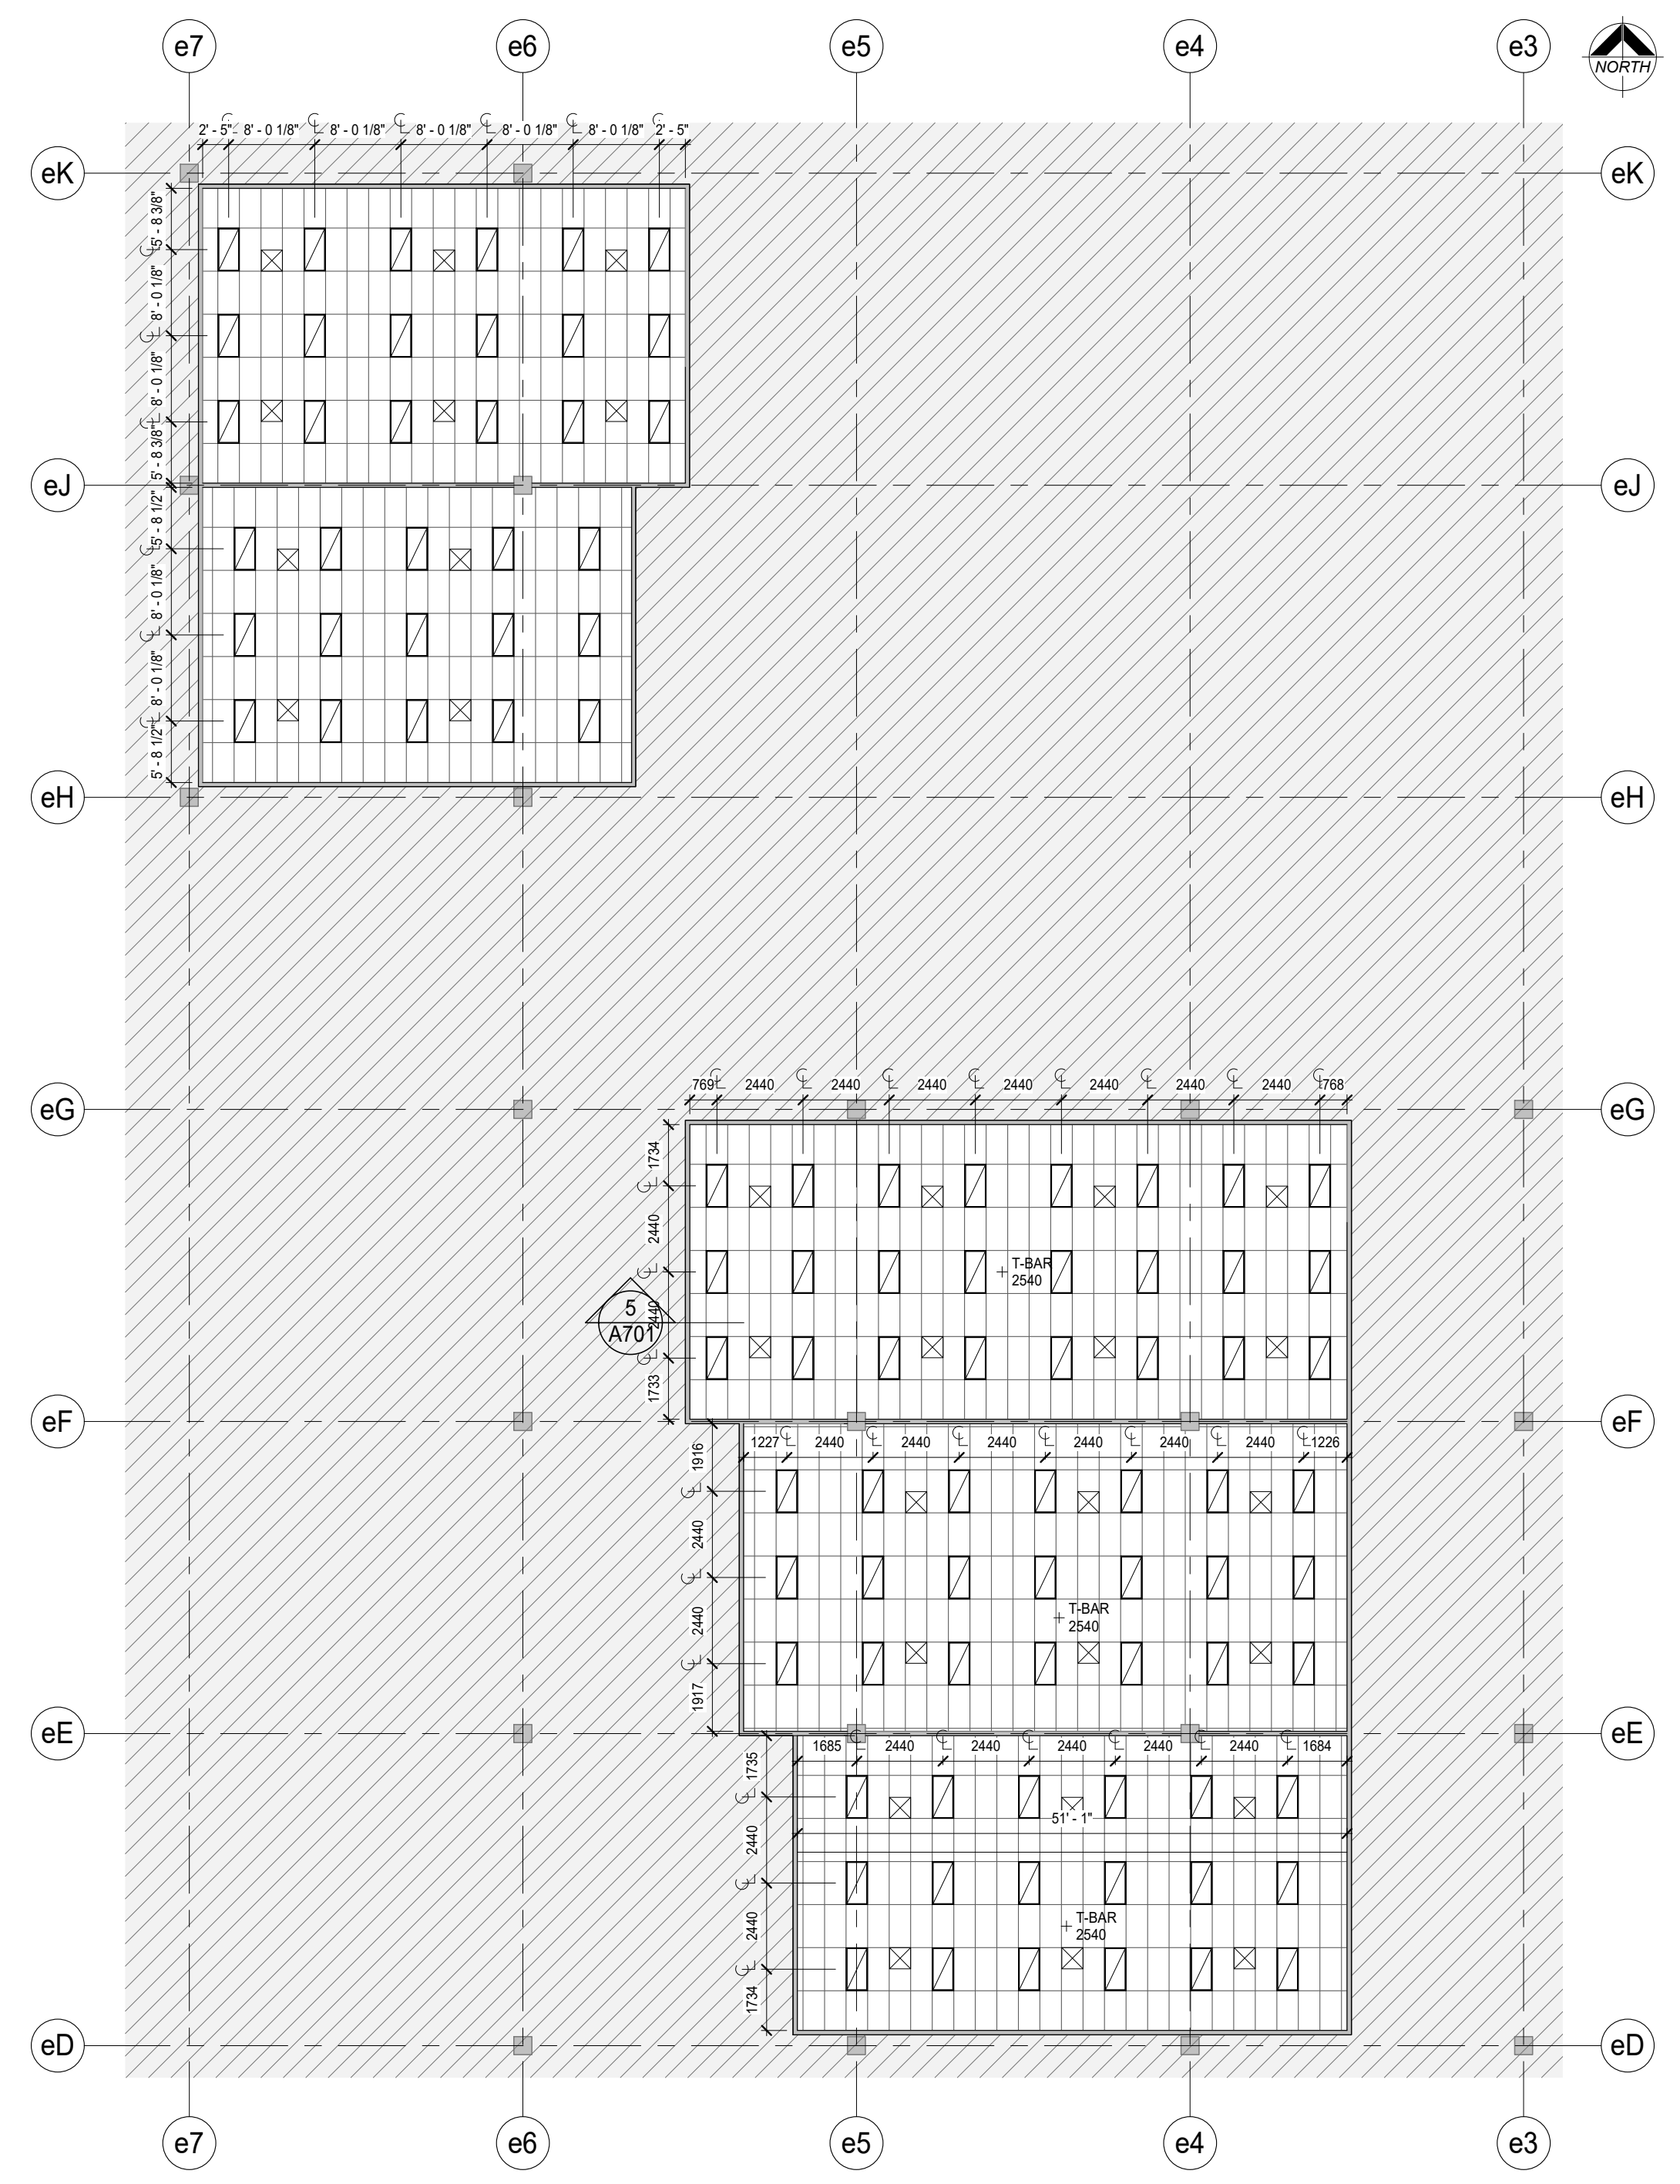 e7 e6 e5 e4 e3
NORTH
2' - 5" 8' - 0 1/8" 8' - 0 1/8" 8' - 0 1/8" 8' - 0 1/8" 8' - 0 1/8" 2' - 5"
eK eK
5' - 8 3/8"
8' - 0 1/8"
8' - 0 1/8"
5' - 8 3/8"
eJ eJ
5' - 8 1/2"
8' - 0 1/8"
8' - 0 1/8"
5' - 8 1/2"
eH eH
769 2440 2440 2440 2440 2440 2440 2440 768
eG eG
1734
2440
T-BAR
2540
2440
5
A701
1733
eF eF
1227 2440 2440 2440 2440 2440 2440 1226
1916
2440
T-BAR
2540
2440
1917
eE eE
1685 2440 2440 2440 2440 2440 1684
1735
51' - 1"
2440
T-BAR
2540
2440
1734
eD eD
e7 e6 e5 e4 e3